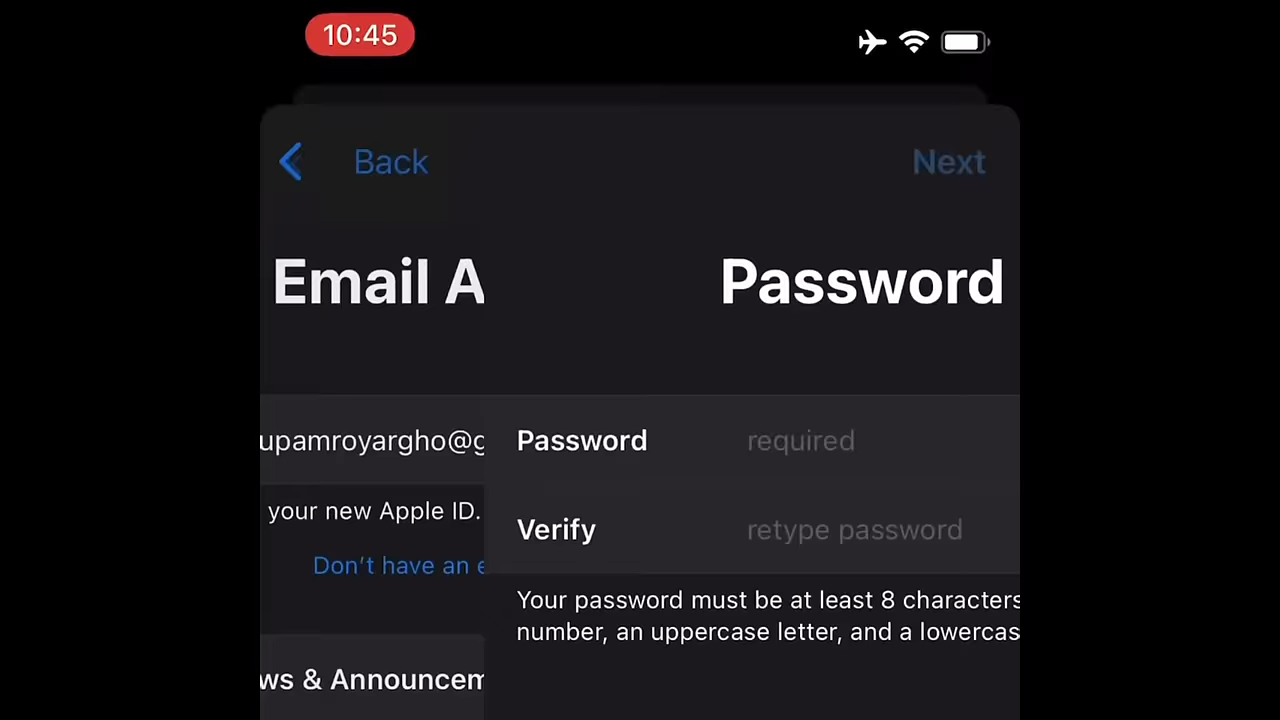 10:45
Back
Next
Email A
Password
upamroyargho@g
Password required
your new Apple ID.
Verify retype password
Don't have an e
Your password must be at least 8 characters
number, an uppercase letter, and a lowercas
ws & Announcem